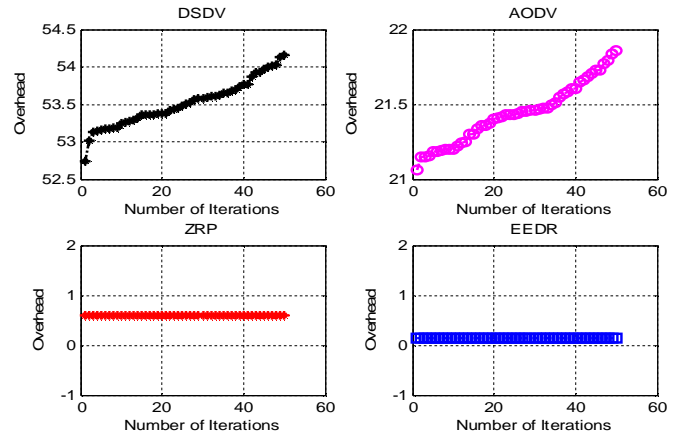 DSDV
54.5
54
53.5
53
52.5
Overhead
0 20 40 60
Number of Iterations
AODV
22
21.5
21
Overhead
0 20 40 60
Number of Iterations
ZRP
2
1
0
-1
Overhead
0 20 40 60
Number of Iterations
EEDR
2
1
0
-1
Overhead
0 20 40 60
Number of Iterations